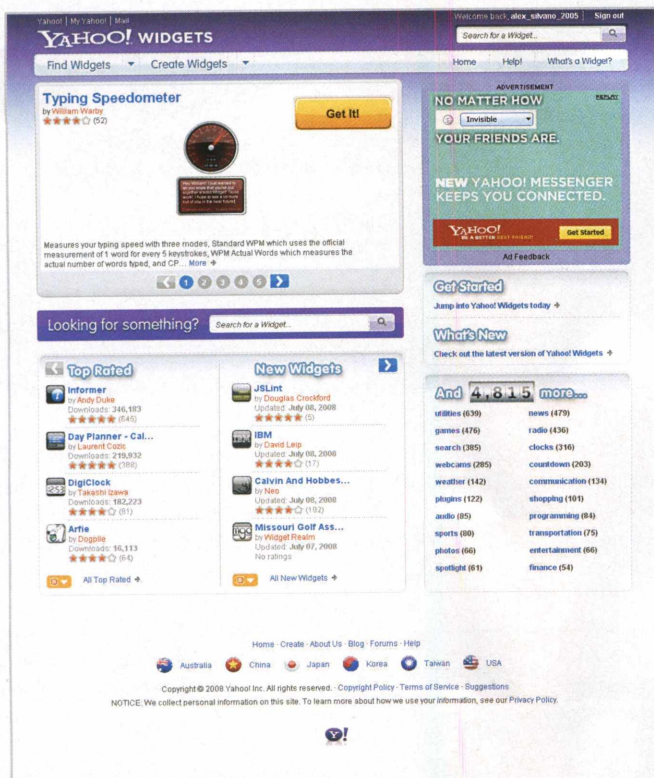 Yahoo! | My Yahoo! | Mail
Welcome back, alex_silvano_2005 | Sign out
YAHOO! WIDGETS
Search for a Widget...
Find Widgets Create Widgets
Home Help! What's a Widget?
Typing Speedometer
by William Warby
(52)
Get It!
Measures your typing speed with three modes, Standard WPM which uses the official
measurement of 1 word for every 5 keystrokes, WPM Actual Words which measures the
actual number of words typed, and CP... More
1 2 3 4 5
ADVERTISEMENT
NO MATTER HOW
REPLAY
Invisible
YOUR FRIENDS ARE.
NEW YAHOO! MESSENGER
KEEPS YOU CONNECTED.
YAHOO!
BE A BETTER BEST FRIEND
Get Started
Ad Feedback
Get Started
Jump into Yahoo! Widgets today
What's New
Check out the latest version of Yahoo! Widgets
Looking for something? Search for a Widget...
Top Rated
Informer
by Andy Duke
Downloads: 346,183
(645)
Day Planner - Cal...
by Laurent Cozic
Downloads: 219,932
(388)
DigiClock
by Takashi Izawa
Downloads: 182,223
(81)
Arfie
by Dogplie
Downloads: 16,113
(64)
All Top Rated
New Widgets
JSLint
by Douglas Crockford
Updated: July 08, 2008
(5)
IBM
by David Leip
Updated: July 08, 2008
(17)
Calvin And Hobbes...
by Neo
Updated: July 08, 2008
(192)
Missouri Golf Ass...
by Widget Realm
Updated: July 07, 2008
No ratings
All New Widgets
And 4,815 more...
utilities (639) news (479)
games (476) radio (436)
search (385) clocks (316)
webcams (285) countdown (203)
weather (142) communication (134)
plugins (122) shopping (101)
audio (85) programming (84)
sports (80) transportation (75)
photos (66) entertainment (66)
spotlight (61) finance (54)
Home · Create · About Us · Blog · Forums · Help
Australia China Japan Korea Taiwan USA
Copyright © 2008 Yahoo! Inc. All rights reserved. · Copyright Policy · Terms of Service · Suggestions
NOTICE: We collect personal information on this site. To learn more about how we use your information, see our Privacy Policy.
Y!